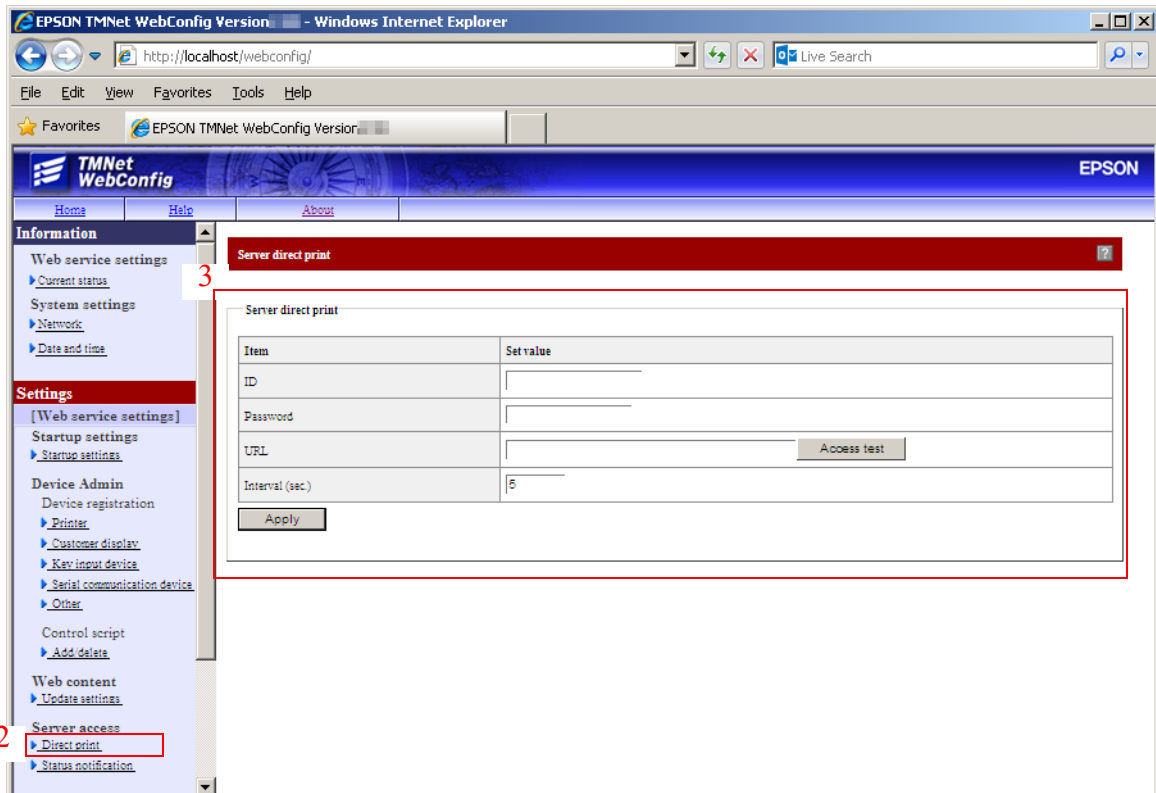 EPSON TMNet WebConfig Version - Windows Internet Explorer
http://localhost/webconfig/
Live Search
File Edit View Favorites Tools Help
Favorites
EPSON TMNet WebConfig Version
TMNet
WebConfig
EPSON
Home Help About
Information
Web service settings
Current status
System settings
Network
Date and time
Settings
[Web service settings]
Startup settings
Startup settings
Device Admin
Device registration
Printer
Customer display
Key input device
Serial communication device
Other
Control script
Add/delete
Web content
Update settings
Server access
2
Direct print
Status notification
Server direct print ?
3
Server direct print
Item Set value
ID
Password
URL Access test
Interval (sec.) 5
Apply